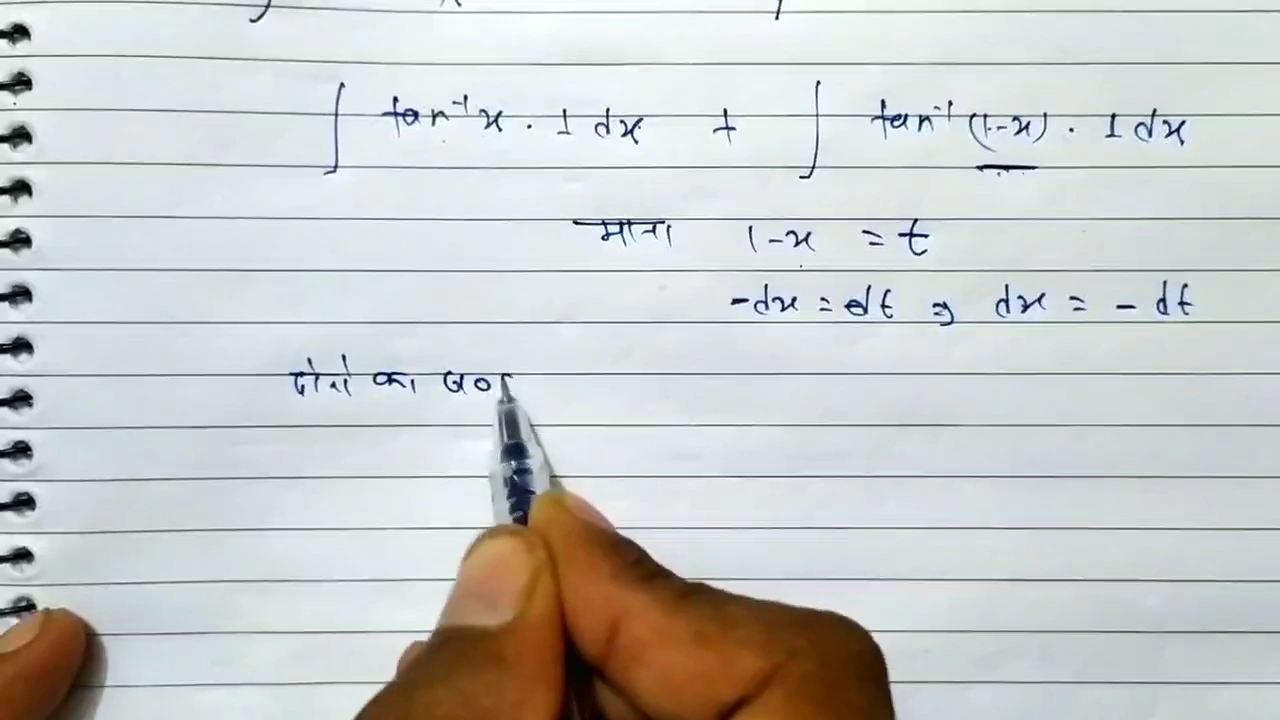 ∫ tan⁻¹x . 1 dx + ∫ tan⁻¹(1-x) . 1 dx
माना 1-x = t
-dx = dt ⇒ dx = - dt
दोनो का